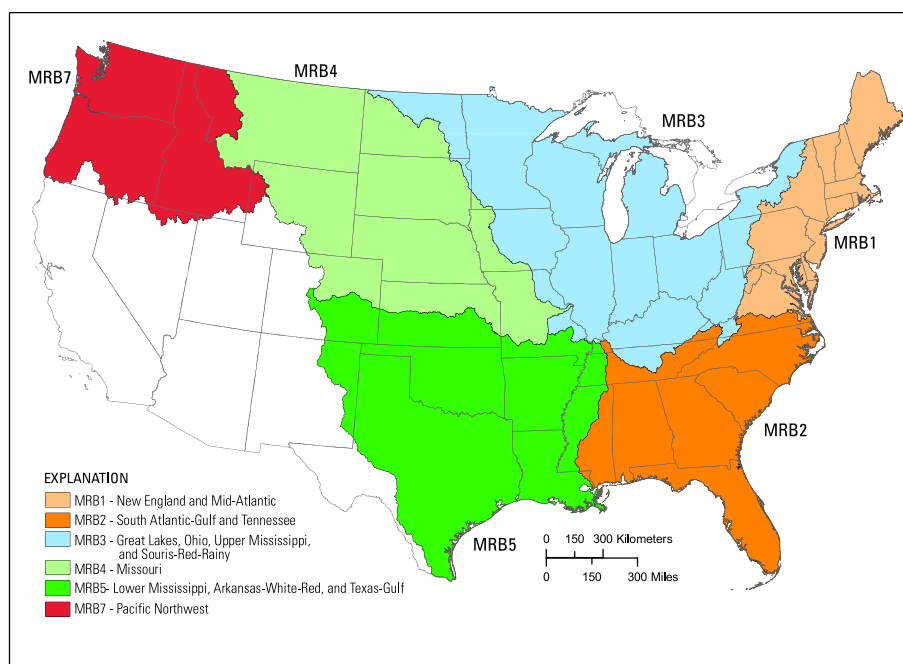 MRB7
MRB4
MRB3
MRB1
MRB2
MRB5
EXPLANATION
MRB1 - New England and Mid-Atlantic
MRB2 - South Atlantic-Gulf and Tennessee
MRB3 - Great Lakes, Ohio, Upper Mississippi,
and Souris-Red-Rainy
MRB4 - Missouri
MRB5- Lower Mississippi, Arkansas-White-Red, and Texas-Gulf
MRB7 - Pacific Northwest
0 150 300 Kilometers
0 150 300 Miles